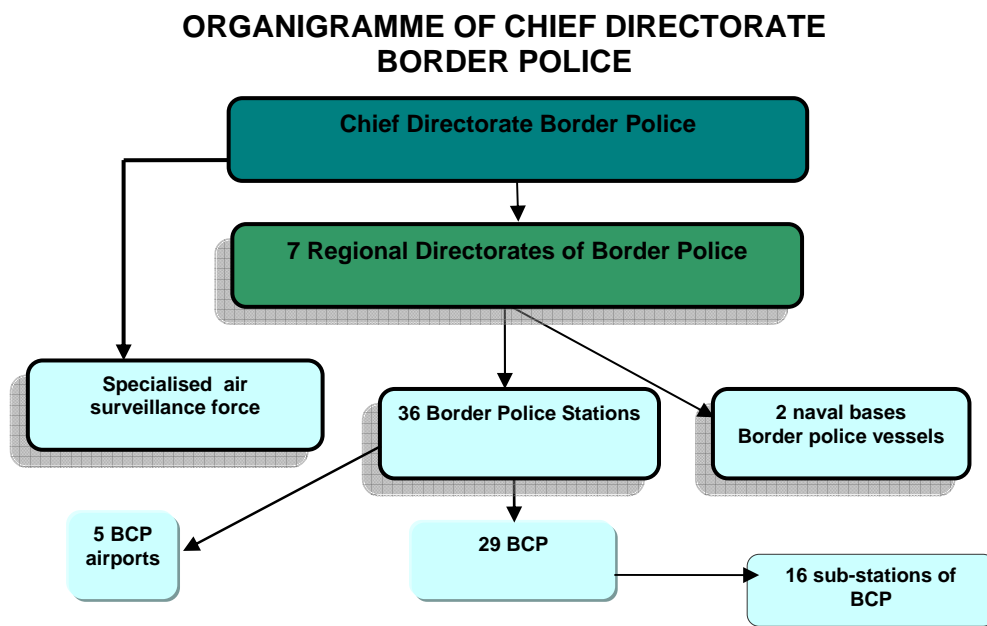 ORGANIGRAMME OF CHIEF DIRECTORATE
BORDER POLICE
Chief Directorate Border Police
7 Regional Directorates of Border Police
Specialised air
surveillance force
36 Border Police Stations
2 naval bases
Border police vessels
5 BCP
airports
29 BCP
16 sub-stations of
BCP